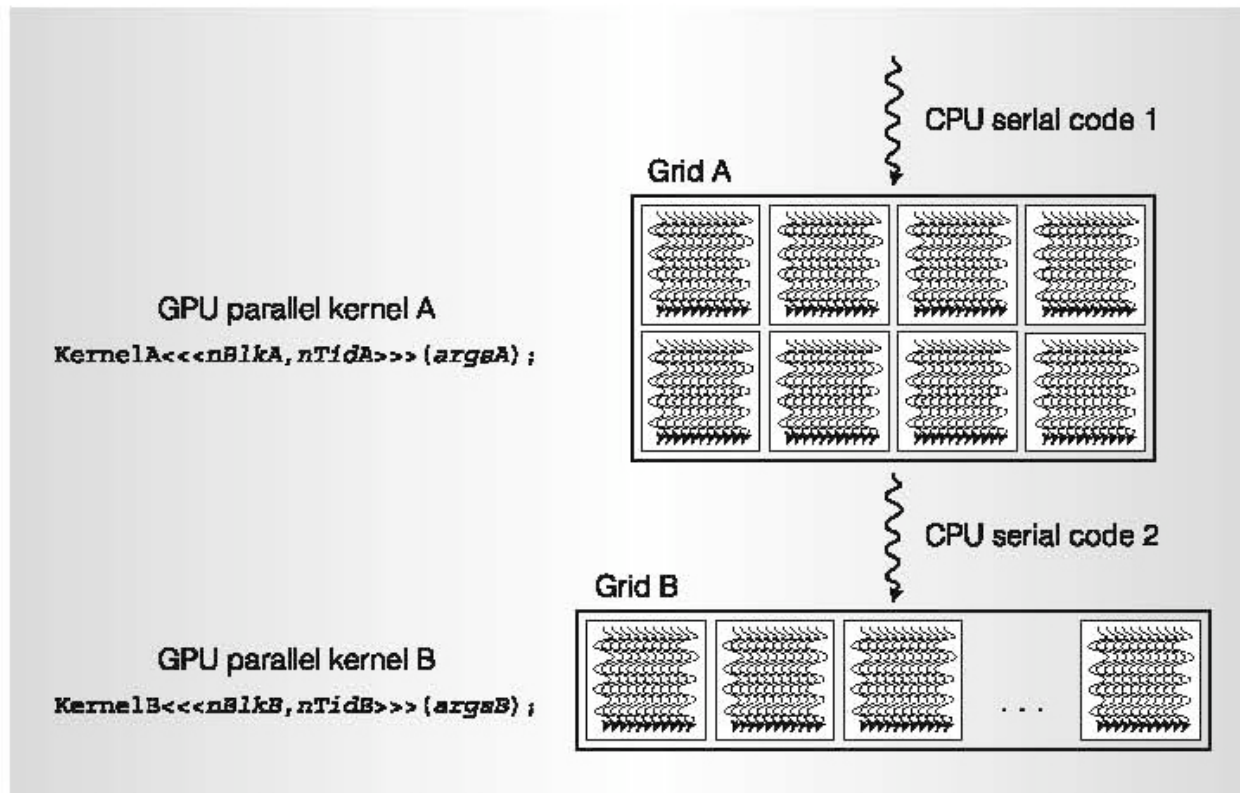 CPU serial code 1
Grid A
GPU parallel kernel A
KernelA<<<nBlkA,nTidA>>>(argsA);
CPU serial code 2
Grid B
GPU parallel kernel B
KernelB<<<nBlkB,nTidB>>>(argsB);
. . .